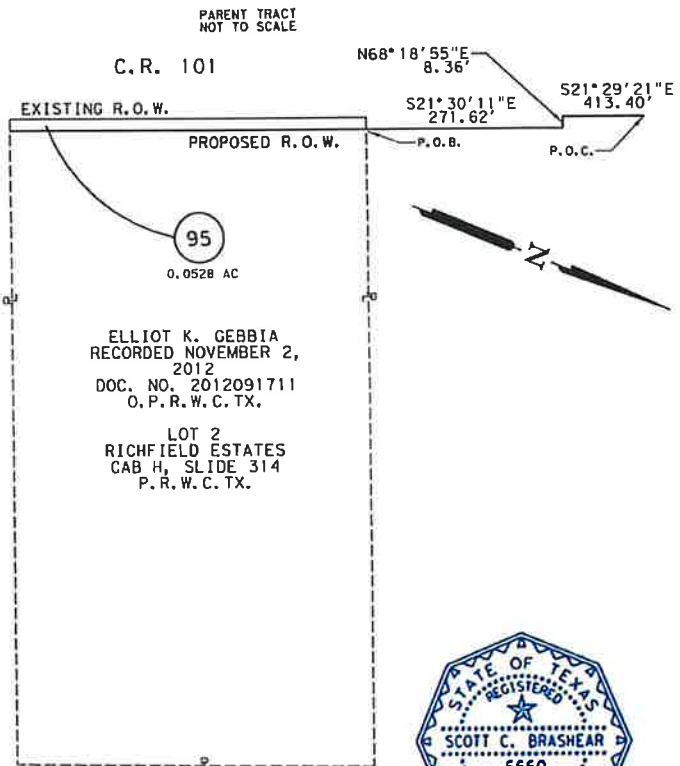 PARENT TRACT
NOT TO SCALE
C.R. 101
N68°18'55"E
8.36'
S21°29'21"E
413.40'
S21°30'11"E
271.62'
EXISTING R.O.W.
PROPOSED R.O.W.
P.O.B.
P.O.C.
95
0.0528 AC
N
ELLIOT K. GEBBIA
RECORDED NOVEMBER 2,
2012
DOC. NO. 2012091711
O.P.R.W.C.TX.
LOT 2
RICHFIELD ESTATES
CAB H, SLIDE 314
P.R.W.C.TX.
STATE OF TEXAS
REGISTERED
SCOTT C. BRASHEAR